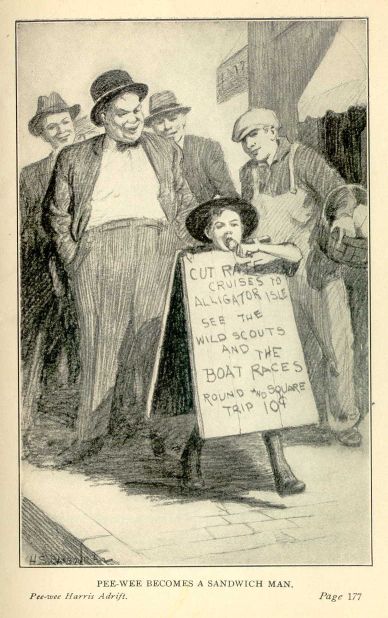 CUT RATE
CRUISES TO
ALLIGATOR ISLE
SEE THE
WILD SCOUTS
AND THE
BOAT RACES
ROUND AND SQUARE
TRIP 10¢
PEE-WEE BECOMES A SANDWICH MAN.
Pee-wee Harris Adrift. Page 177